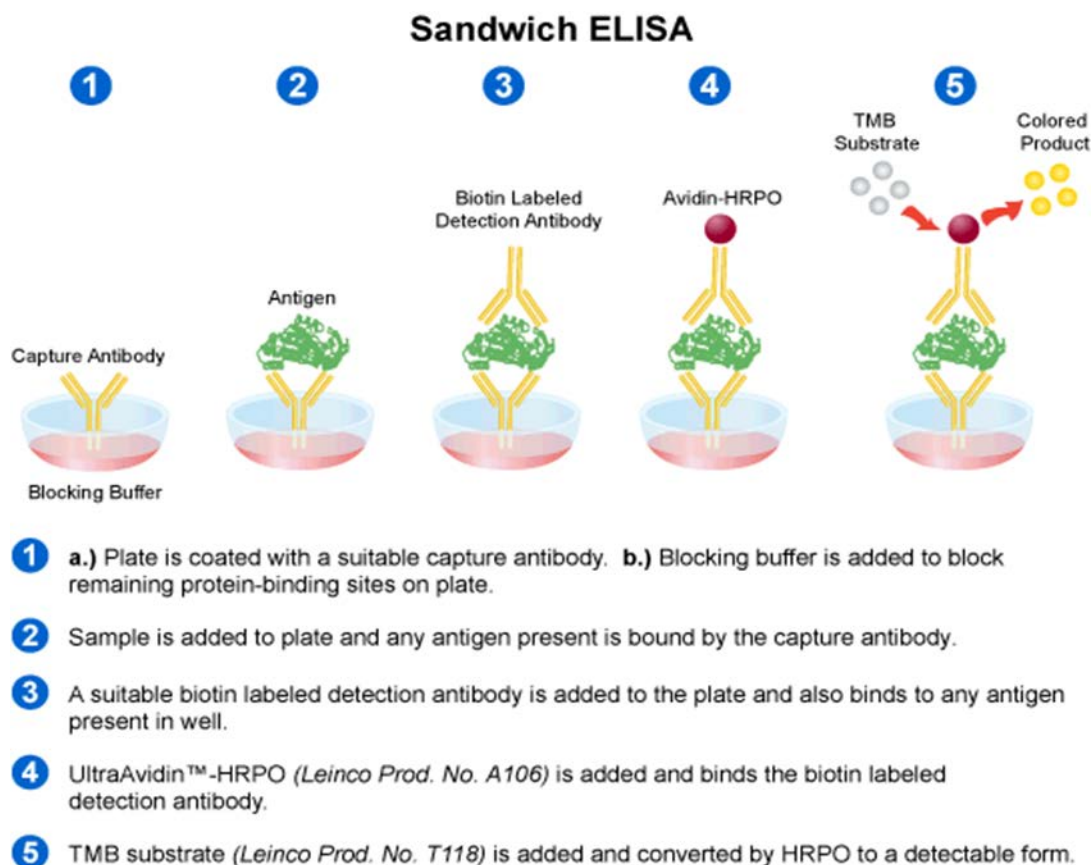 Sandwich ELISA
1 2 3 4 5
TMB
Substrate
Colored
Product
Biotin Labeled
Detection Antibody
Avidin-HRPO
Antigen
Capture Antibody
Blocking Buffer
1 a.) Plate is coated with a suitable capture antibody. b.) Blocking buffer is added to block
remaining protein-binding sites on plate.
2 Sample is added to plate and any antigen present is bound by the capture antibody.
3 A suitable biotin labeled detection antibody is added to the plate and also binds to any antigen
present in well.
4 UltraAvidin™-HRPO (Leinco Prod. No. A106) is added and binds the biotin labeled
detection antibody.
5 TMB substrate (Leinco Prod. No. T118) is added and converted by HRPO to a detectable form.